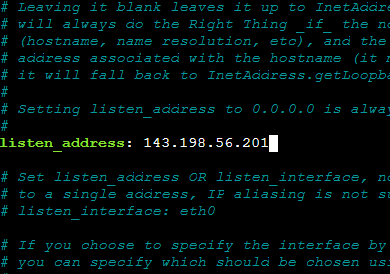 # Leaving it blank leaves it up to InetAddr
# will always do the Right Thing _if_ the no
# (hostname, name resolution, etc), and the
# address associated with the hostname (it m
# it will fall back to InetAddress.getLoopba
#
# Setting listen_address to 0.0.0.0 is alway
#
listen_address: 143.198.56.201
# Set listen_address OR listen_interface, no
# to a single address, IP aliasing is not su
# listen_interface: eth0
# If you choose to specify the interface by
# you can specify which should be chosen us